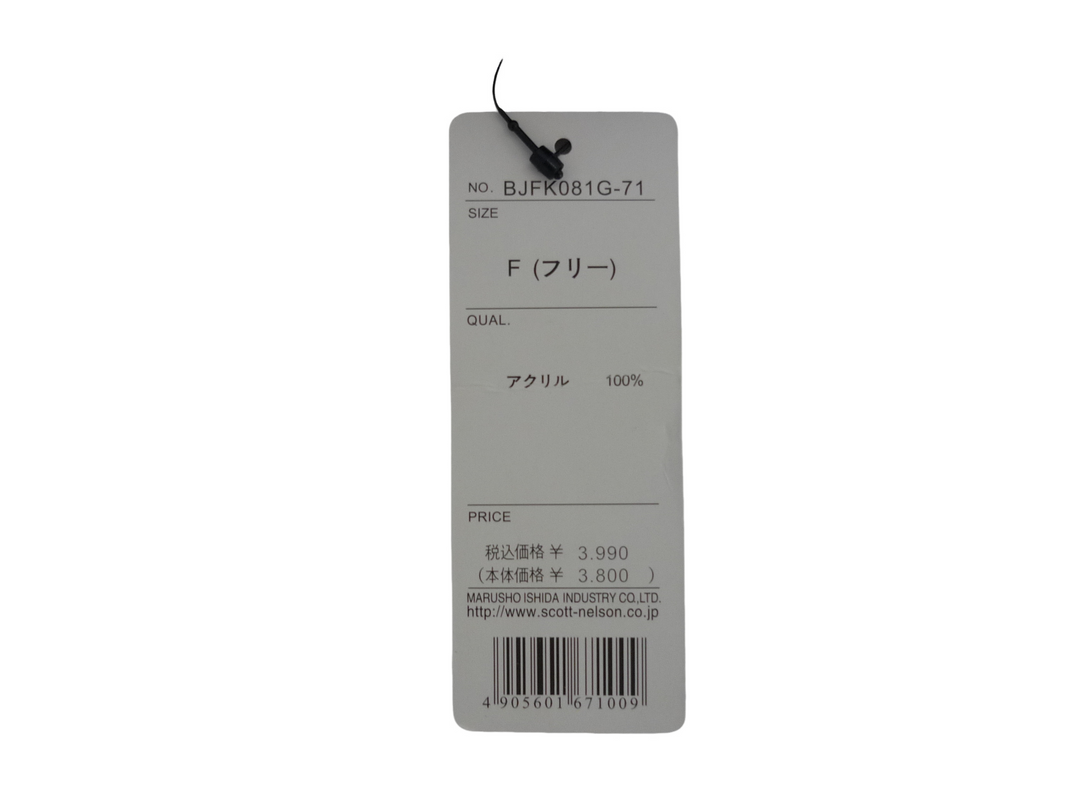 NO. BJFK081G-71
SIZE
F (フリー)
QUAL.
アクリル 100%
PRICE
税込価格 ¥ 3.990
(本体価格 ¥ 3.800 )
MARUSHO ISHIDA INDUSTRY CO.,LTD.
http://www.scott-nelson.co.jp
4 905601 671009